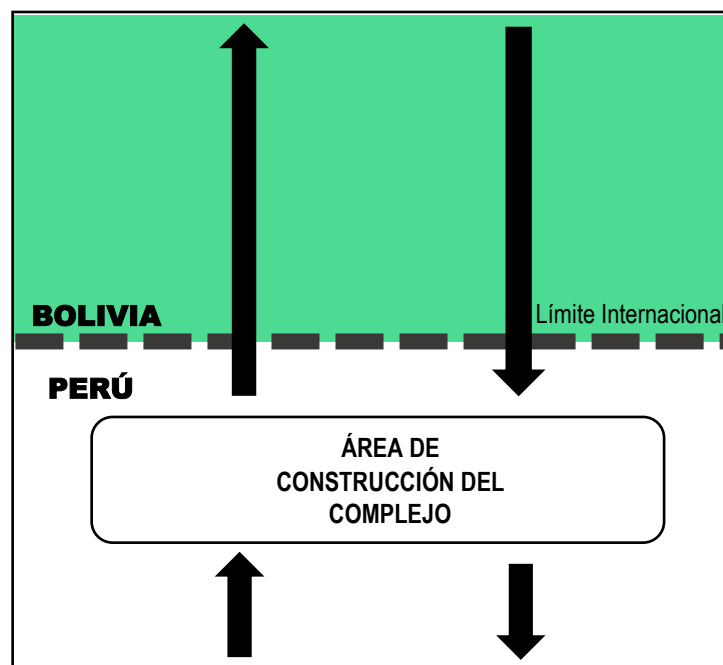 BOLIVIA
Límite Internacional
PERÚ
ÁREA DE
CONSTRUCCIÓN DEL
COMPLEJO